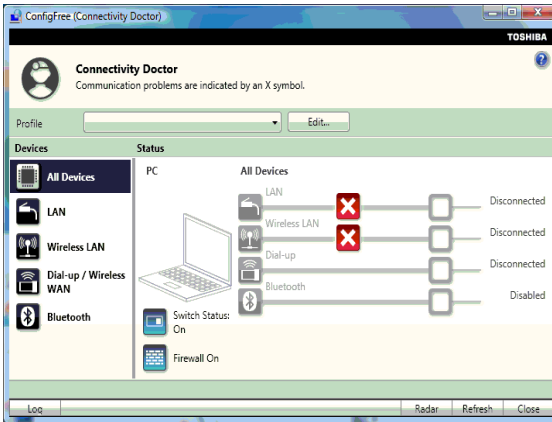 ConfigFree (Connectivity Doctor)
TOSHIBA
Connectivity Doctor
Communication problems are indicated by an X symbol.
Profile
Edit...
Devices
Status
All Devices
LAN
Wireless LAN
Dial-up / Wireless
WAN
Bluetooth
PC
Switch Status:
On
Firewall On
All Devices
LAN
Disconnected
Wireless LAN
Disconnected
Dial-up
Disconnected
Bluetooth
Disabled
Log
Radar
Refresh
Close